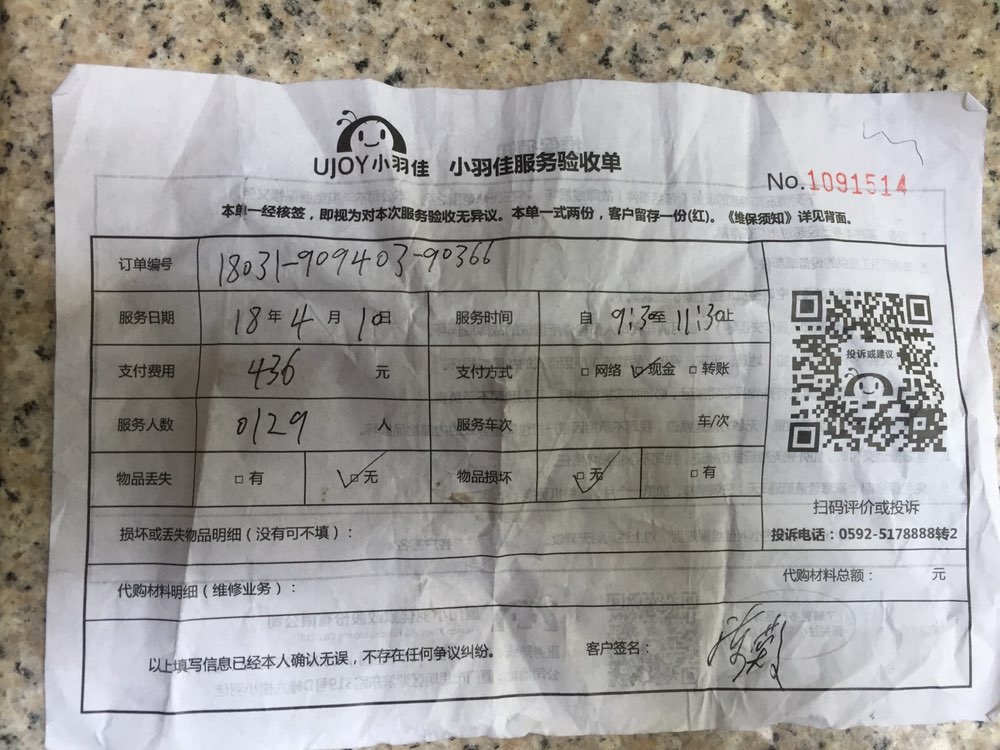 UJOY小羽佳 小羽佳服务验收单
No.1091514
本单一经核签，即视为对本次服务验收无异议。本单一式两份，客户留存一份(红)。《维保须知》详见背面。
订单编号 18031-909403-90366
服务日期 18年4月10日 服务时间 自9:30至11:30止
支付费用 436元 支付方式 □网络 ☑现金 □转账
投诉或建议
服务人数 0129人 服务车次 车/次
物品丢失 □有 ☑无 物品损坏 ☑无 □有
扫码评价或投诉
损坏或丢失物品明细（没有可不填）：
投诉电话：0592-5178888转2
代购材料明细（维修业务）： 代购材料总额： 元
以上填写信息已经本人确认无误，不存在任何争议纠纷。 客户签名：